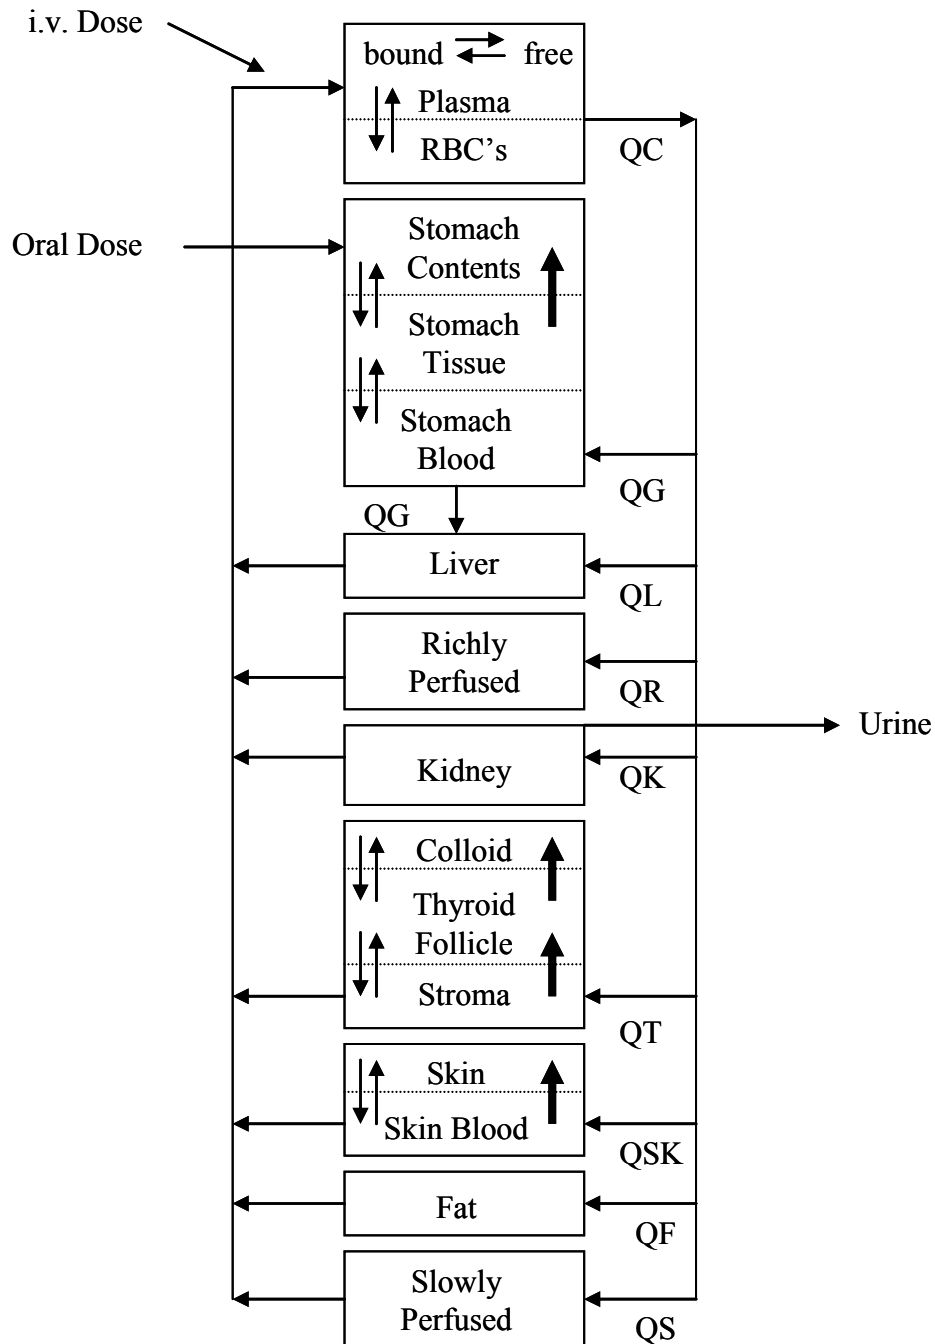 i.v. Dose
bound free
Plasma
RBC's
QC
Oral Dose
Stomach
Contents
Stomach
Tissue
Stomach
Blood
QG
QG
Liver
QL
Richly
Perfused
QR
Urine
Kidney
QK
Colloid
Thyroid
Follicle
Stroma
QT
Skin
Skin Blood
QSK
Fat
QF
Slowly
Perfused
QS